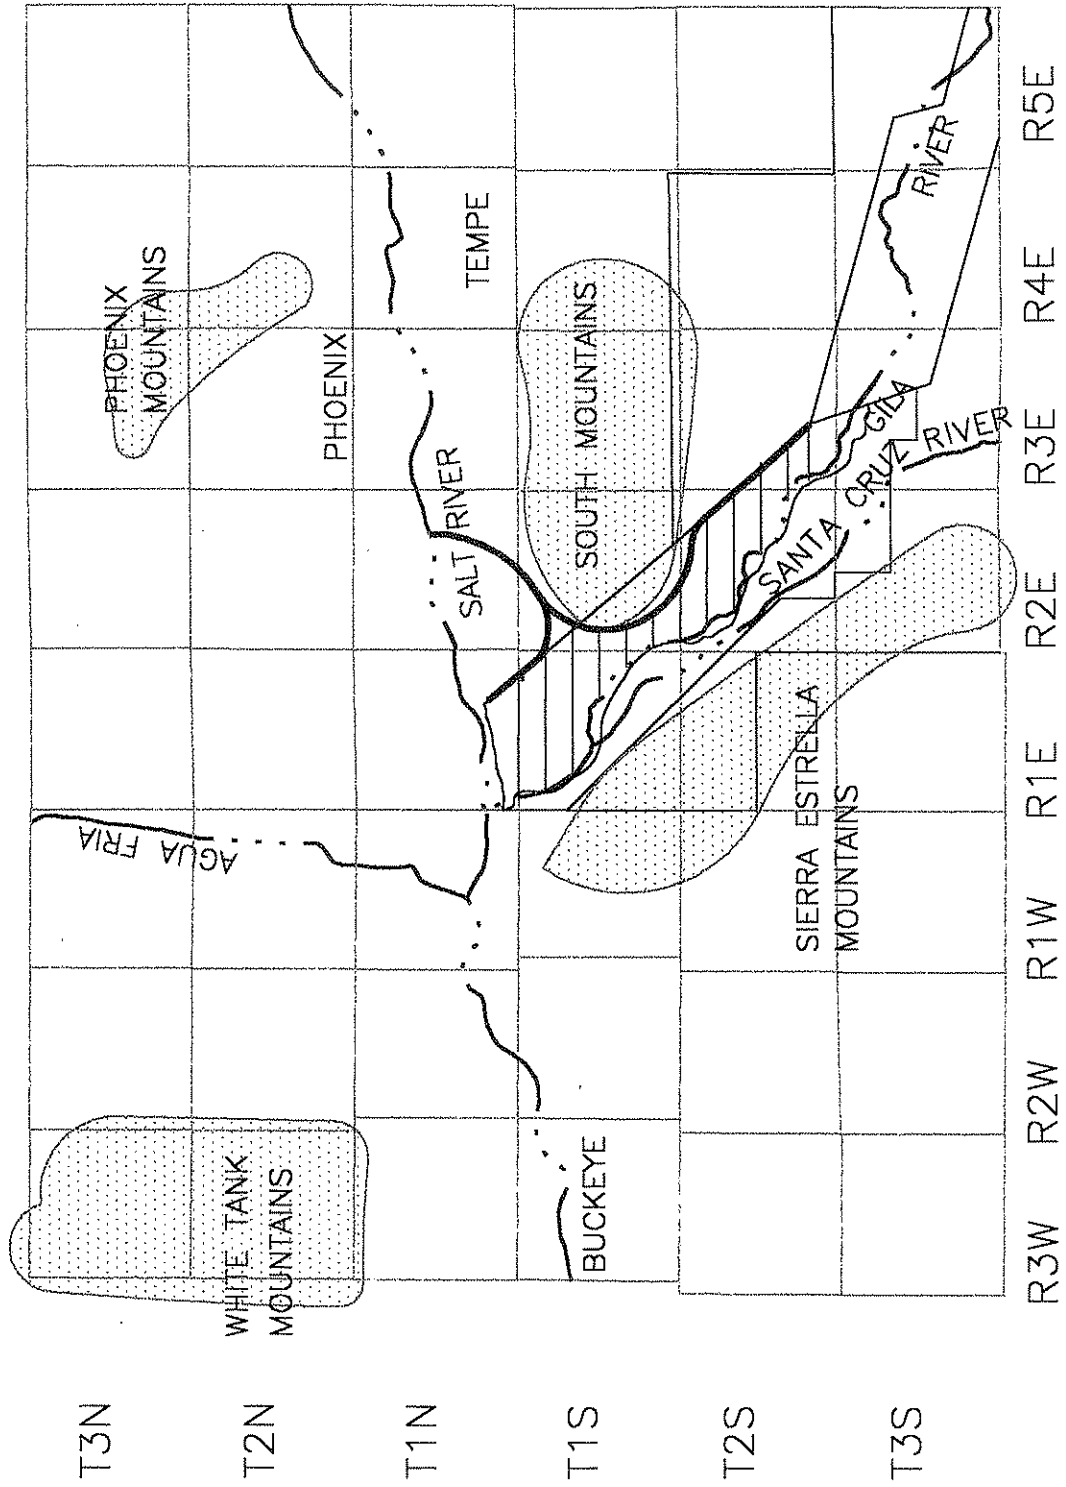 T3N
T2N
T1N
T1S
T2S
T3S
R3W
R2W
R1W
R1E
R2E
R3E
R4E
R5E
WHITE TANK
MOUNTAINS
AGUA FRIA
PHOENIX
MOUNTAINS
PHOENIX
TEMPE
SALT RIVER
SOUTH MOUNTAINS
BUCKEYE
SIERRA ESTRELLA
MOUNTAINS
SANTA CRUZ RIVER
GILA RIVER